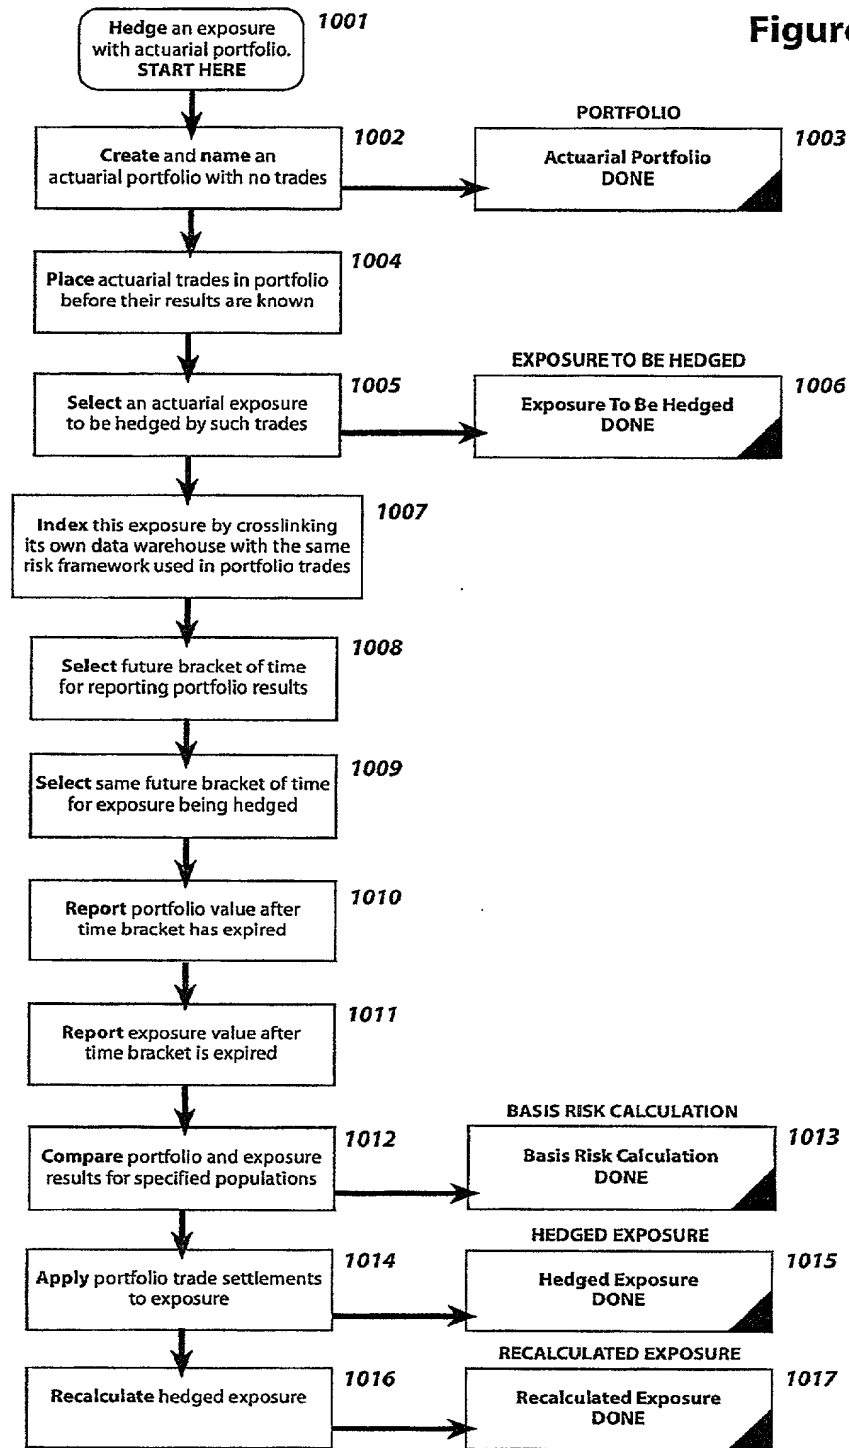 Figure
Hedge an exposure
with actuarial portfolio.
START HERE
1001
Create and name an
actuarial portfolio with no trades
1002
PORTFOLIO
Actuarial Portfolio
DONE
1003
Place actuarial trades in portfolio
before their results are known
1004
Select an actuarial exposure
to be hedged by such trades
1005
EXPOSURE TO BE HEDGED
Exposure To Be Hedged
DONE
1006
Index this exposure by crosslinking
its own data warehouse with the same
risk framework used in portfolio trades
1007
Select future bracket of time
for reporting portfolio results
1008
Select same future bracket of time
for exposure being hedged
1009
Report portfolio value after
time bracket has expired
1010
Report exposure value after
time bracket is expired
1011
Compare portfolio and exposure
results for specified populations
1012
BASIS RISK CALCULATION
Basis Risk Calculation
DONE
1013
Apply portfolio trade settlements
to exposure
1014
HEDGED EXPOSURE
Hedged Exposure
DONE
1015
Recalculate hedged exposure
1016
RECALCULATED EXPOSURE
Recalculated Exposure
DONE
1017